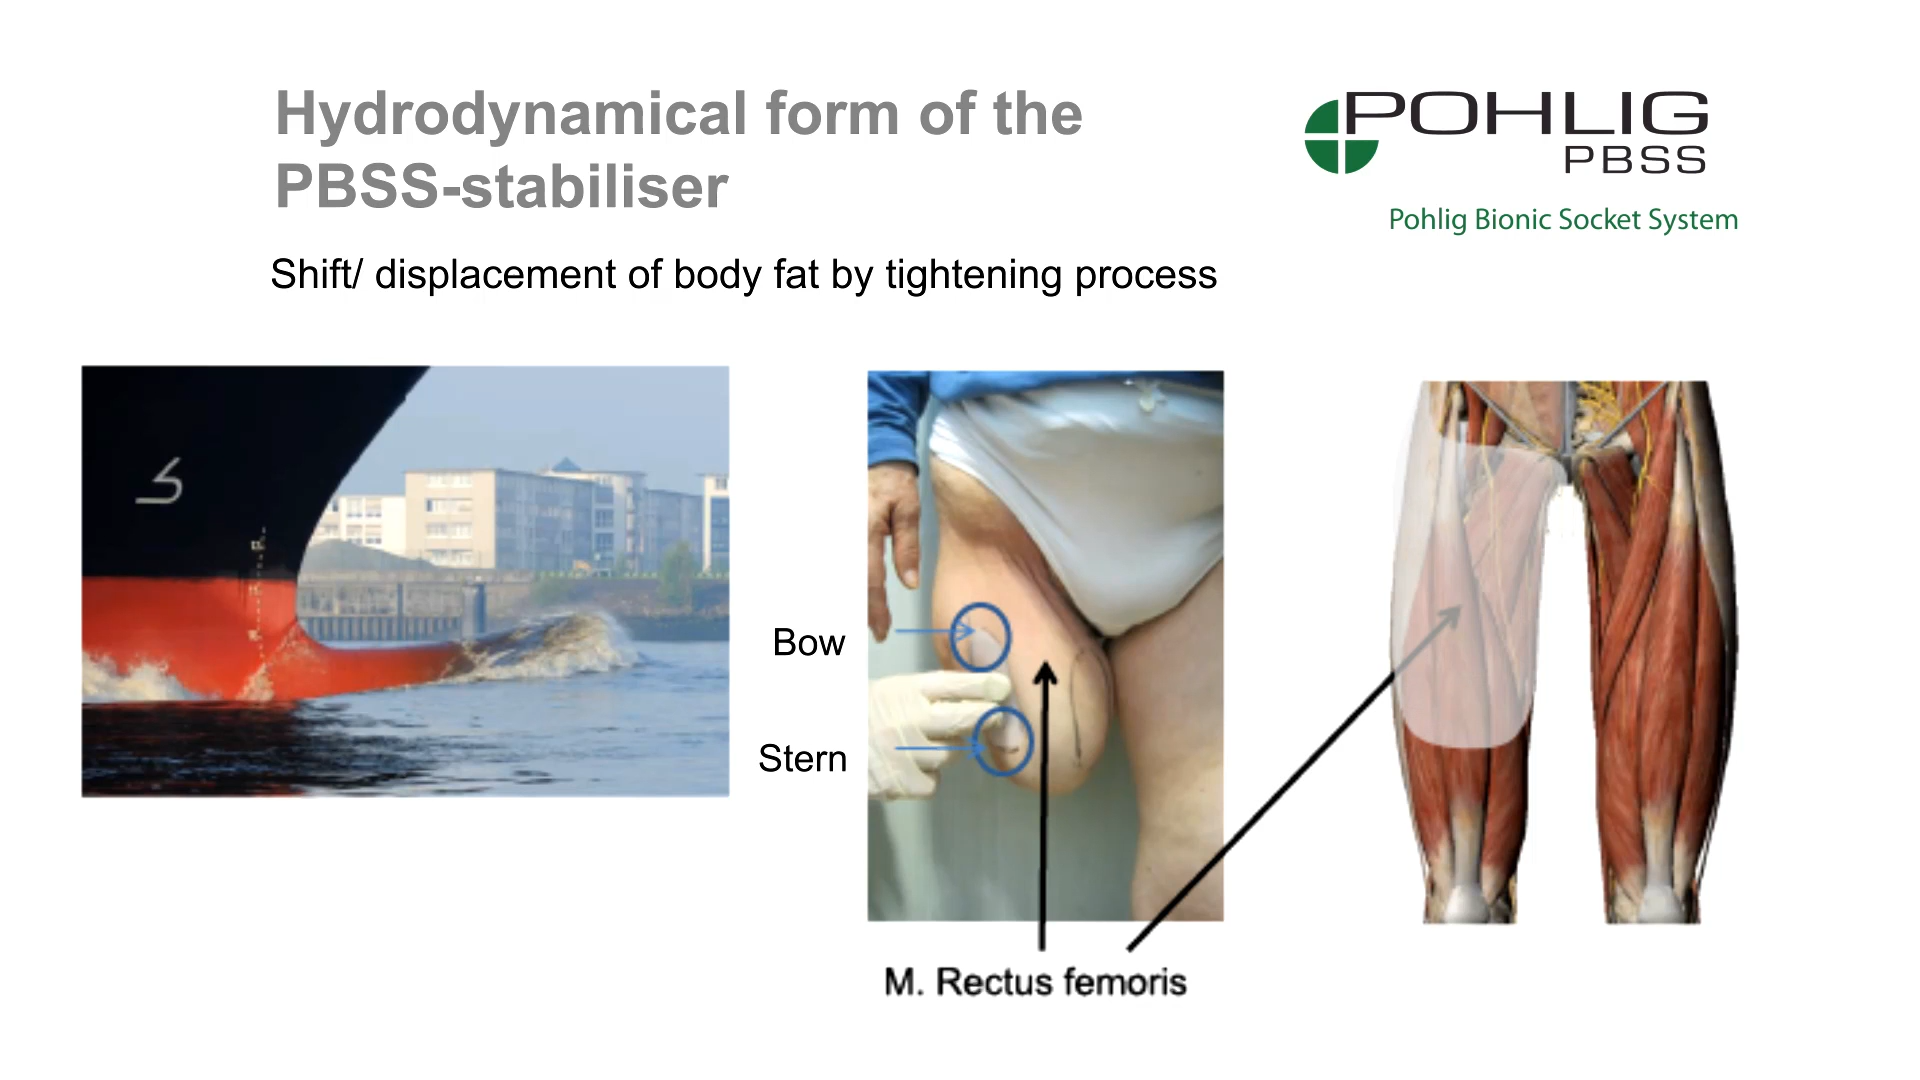 Hydrodynamical form of the
PBSS-stabiliser
POHLIG
PBSS
Pohlig Bionic Socket System
Shift/ displacement of body fat by tightening process
Bow
Stern
M. Rectus femoris